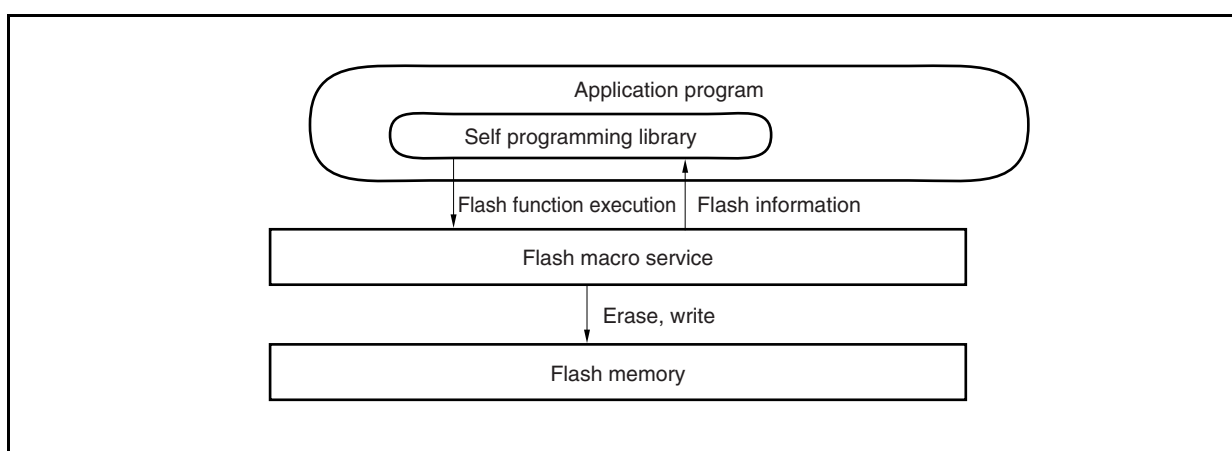 Application program
Self programming library
Flash function execution
Flash information
Flash macro service
Erase, write
Flash memory